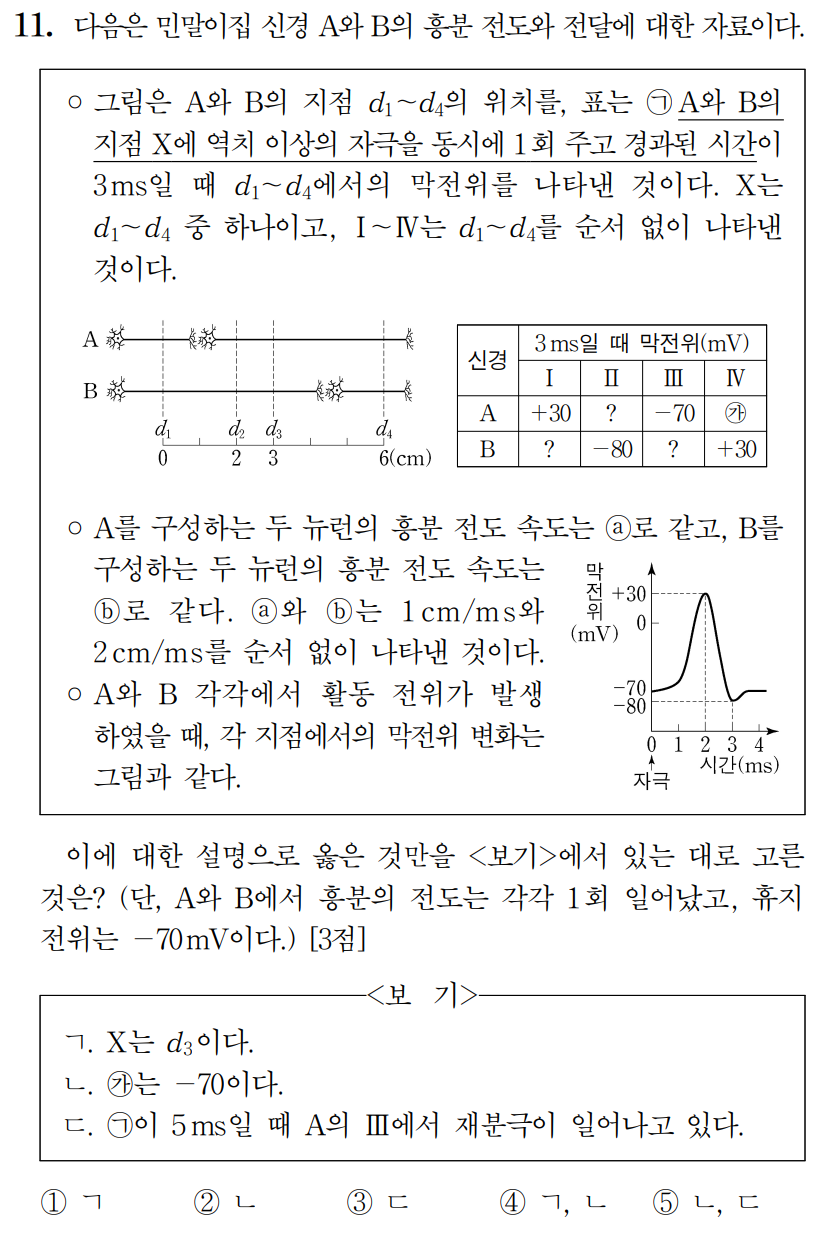 11. 다음은 민말이집 신경 A와 B의 흥분 전도와 전달에 대한 자료이다.
○ 그림은 A와 B의 지점 d₁~d₄의 위치를, 표는 ㉠ A와 B의
지점 X에 역치 이상의 자극을 동시에 1회 주고 경과된 시간이
3ms일 때 d₁~d₄에서의 막전위를 나타낸 것이다. X는
d₁~d₄ 중 하나이고, Ⅰ~Ⅳ는 d₁~d₄를 순서 없이 나타낸
것이다.
A
B
d₁ d₂ d₃ d₄
0 2 3 6(cm)
신경 3ms일 때 막전위(mV)
Ⅰ Ⅱ Ⅲ Ⅳ
A +30 ? -70 ㉮
B ? -80 ? +30
○ A를 구성하는 두 뉴런의 흥분 전도 속도는 ⓐ로 같고, B를
구성하는 두 뉴런의 흥분 전도 속도는
ⓑ로 같다. ⓐ와 ⓑ는 1cm/ms와
2cm/ms를 순서 없이 나타낸 것이다.
○ A와 B 각각에서 활동 전위가 발생
하였을 때, 각 지점에서의 막전위 변화는
그림과 같다.
막전위(mV)
+30
0
-70
-80
0 1 2 3 4
시간(ms)
자극
이에 대한 설명으로 옳은 것만을 <보기>에서 있는 대로 고른
것은? (단, A와 B에서 흥분의 전도는 각각 1회 일어났고, 휴지
전위는 -70mV이다.) [3점]
<보 기>
ㄱ. X는 d₃이다.
ㄴ. ㉮는 -70이다.
ㄷ. ㉠이 5ms일 때 A의 Ⅲ에서 재분극이 일어나고 있다.
① ㄱ ② ㄴ ③ ㄷ ④ ㄱ, ㄴ ⑤ ㄴ, ㄷ